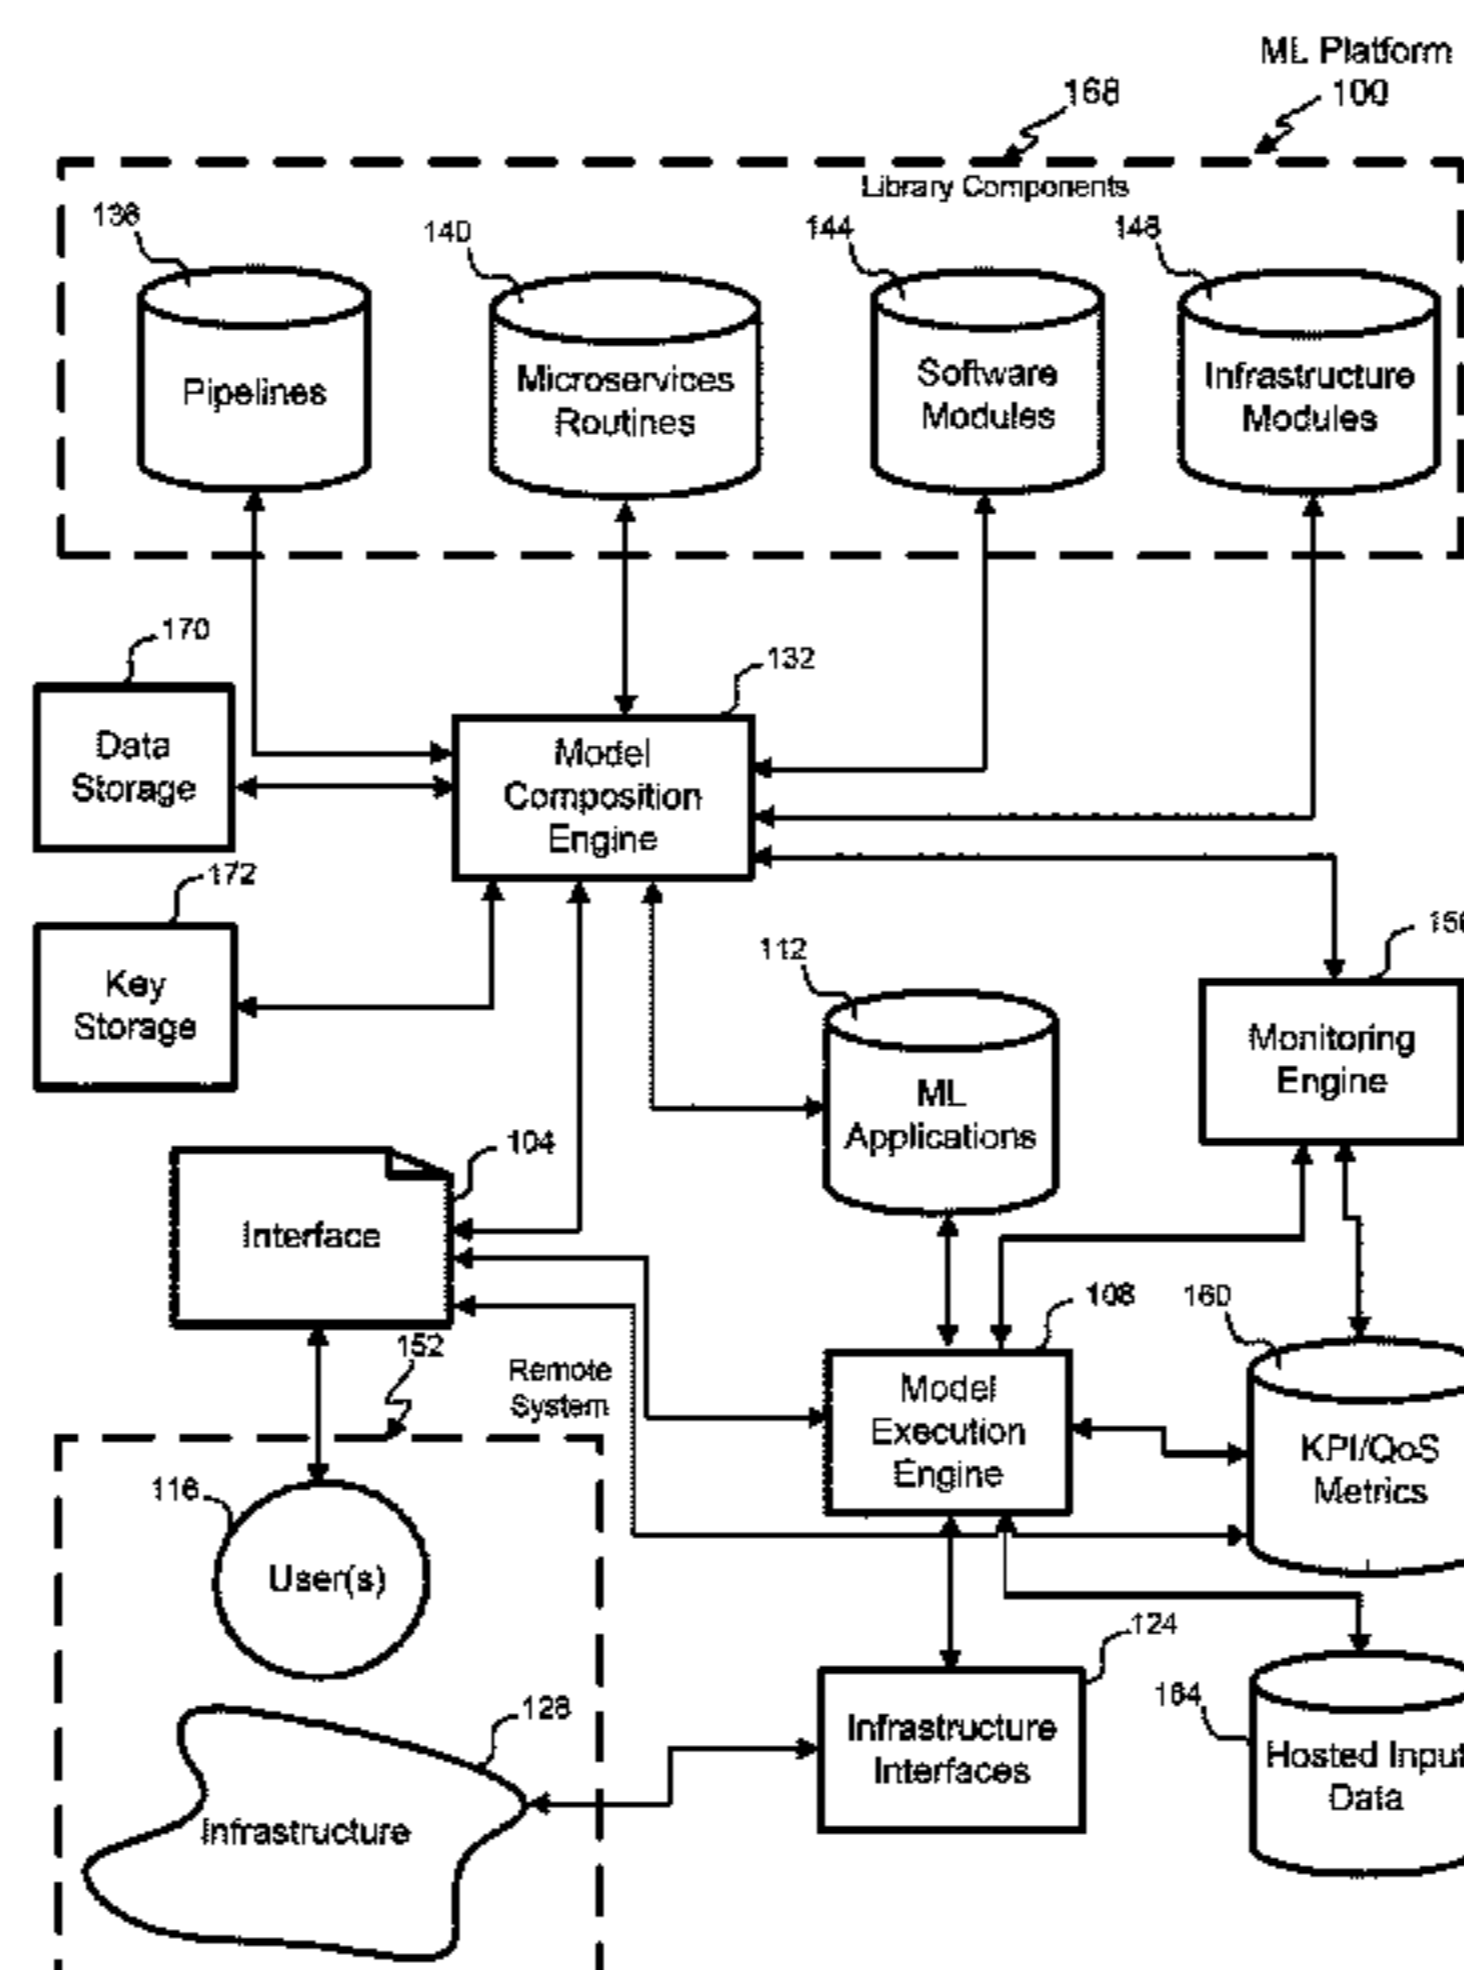 ML Platform
100
168
Library Components
136
140
144
148
Pipelines
Microservices
Routines
Software
Modules
Infrastructure
Modules
170
132
Data
Storage
Model
Composition
Engine
172
112
Key
Storage
Monitoring
Engine
ML
Applications
104
Interface
108
160
152
Remote
System
Model
Execution
Engine
KPI/QoS
Metrics
116
User(s)
124
164
128
Infrastructure
Interfaces
Hosted Input
Data
Infrastructure